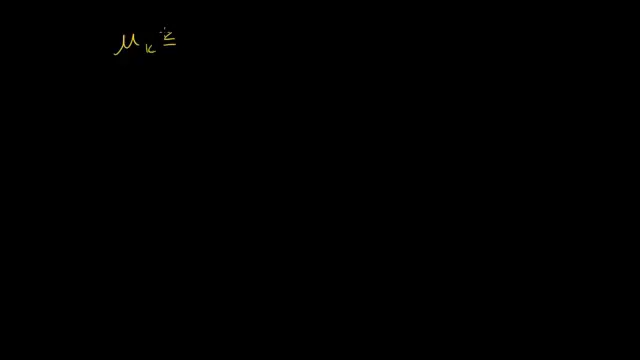 μₖ =